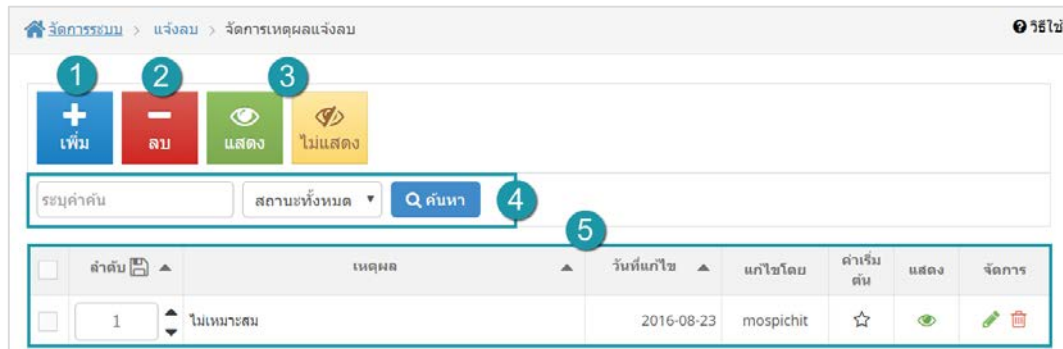 จัดการระบบ > แจ้งลบ > จัดการเหตุผลแจ้งลบ
วิธีใช้
1 2 3
เพิ่ม ลบ แสดง ไม่แสดง
ระบุคำค้น สถานะทั้งหมด ค้นหา 4
5
ลำดับ เหตุผล วันที่แก้ไข แก้ไขโดย ค่าเริ่มต้น แสดง จัดการ
1 ไม่เหมาะสม 2016-08-23 mospichit